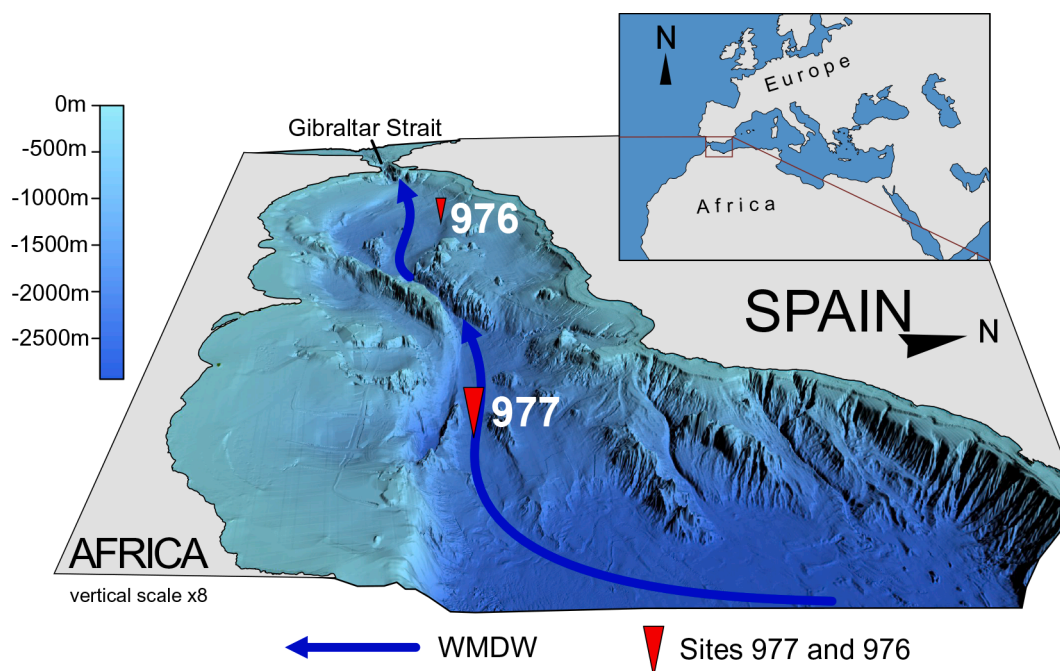 0m
-500m
-1000m
-1500m
-2000m
-2500m
Gibraltar Strait
N
Europe
Africa
976
SPAIN
N
977
AFRICA
vertical scale x8
WMDW
Sites 977 and 976